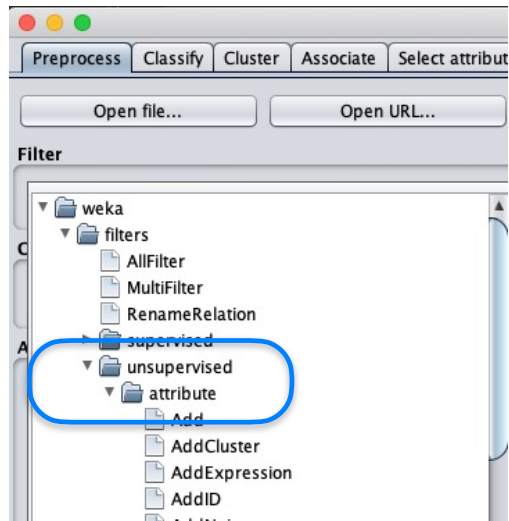 Preprocess Classify Cluster Associate Select attribut
Open file... Open URL...
Filter
weka
filters
AllFilter
MultiFilter
RenameRelation
supervised
unsupervised
attribute
Add
AddCluster
AddExpression
AddID